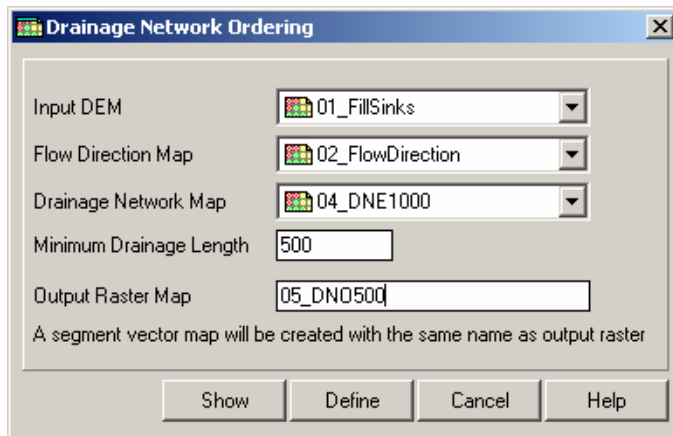 Drainage Network Ordering
Input DEM 01_FillSinks
Flow Direction Map 02_FlowDirection
Drainage Network Map 04_DNE1000
Minimum Drainage Length 500
Output Raster Map 05_DNO500
A segment vector map will be created with the same name as output raster
Show Define Cancel Help